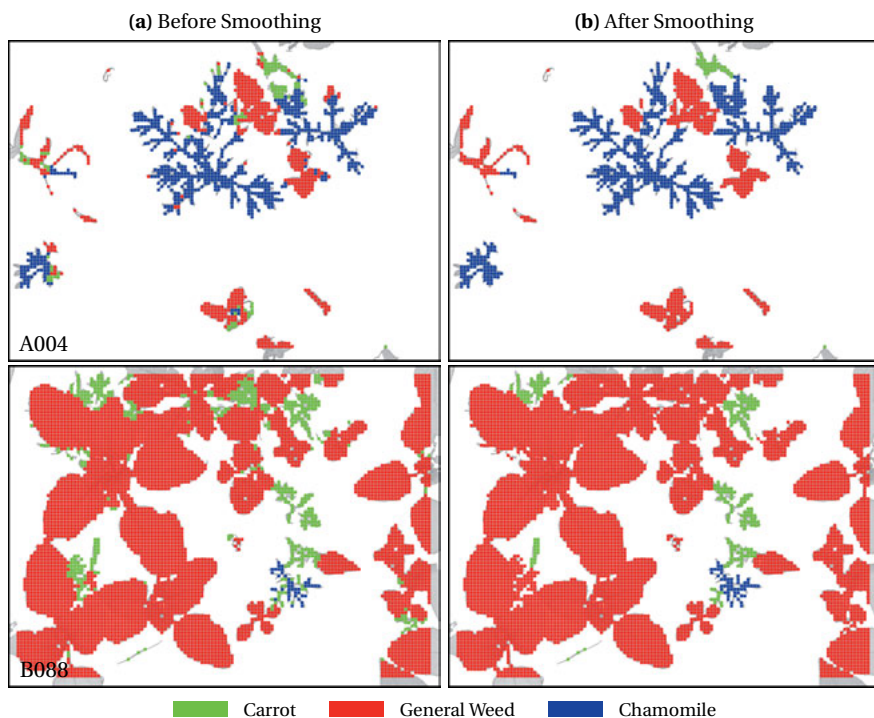 (a) Before Smoothing
(b) After Smoothing
A004
B088
Carrot General Weed Chamomile